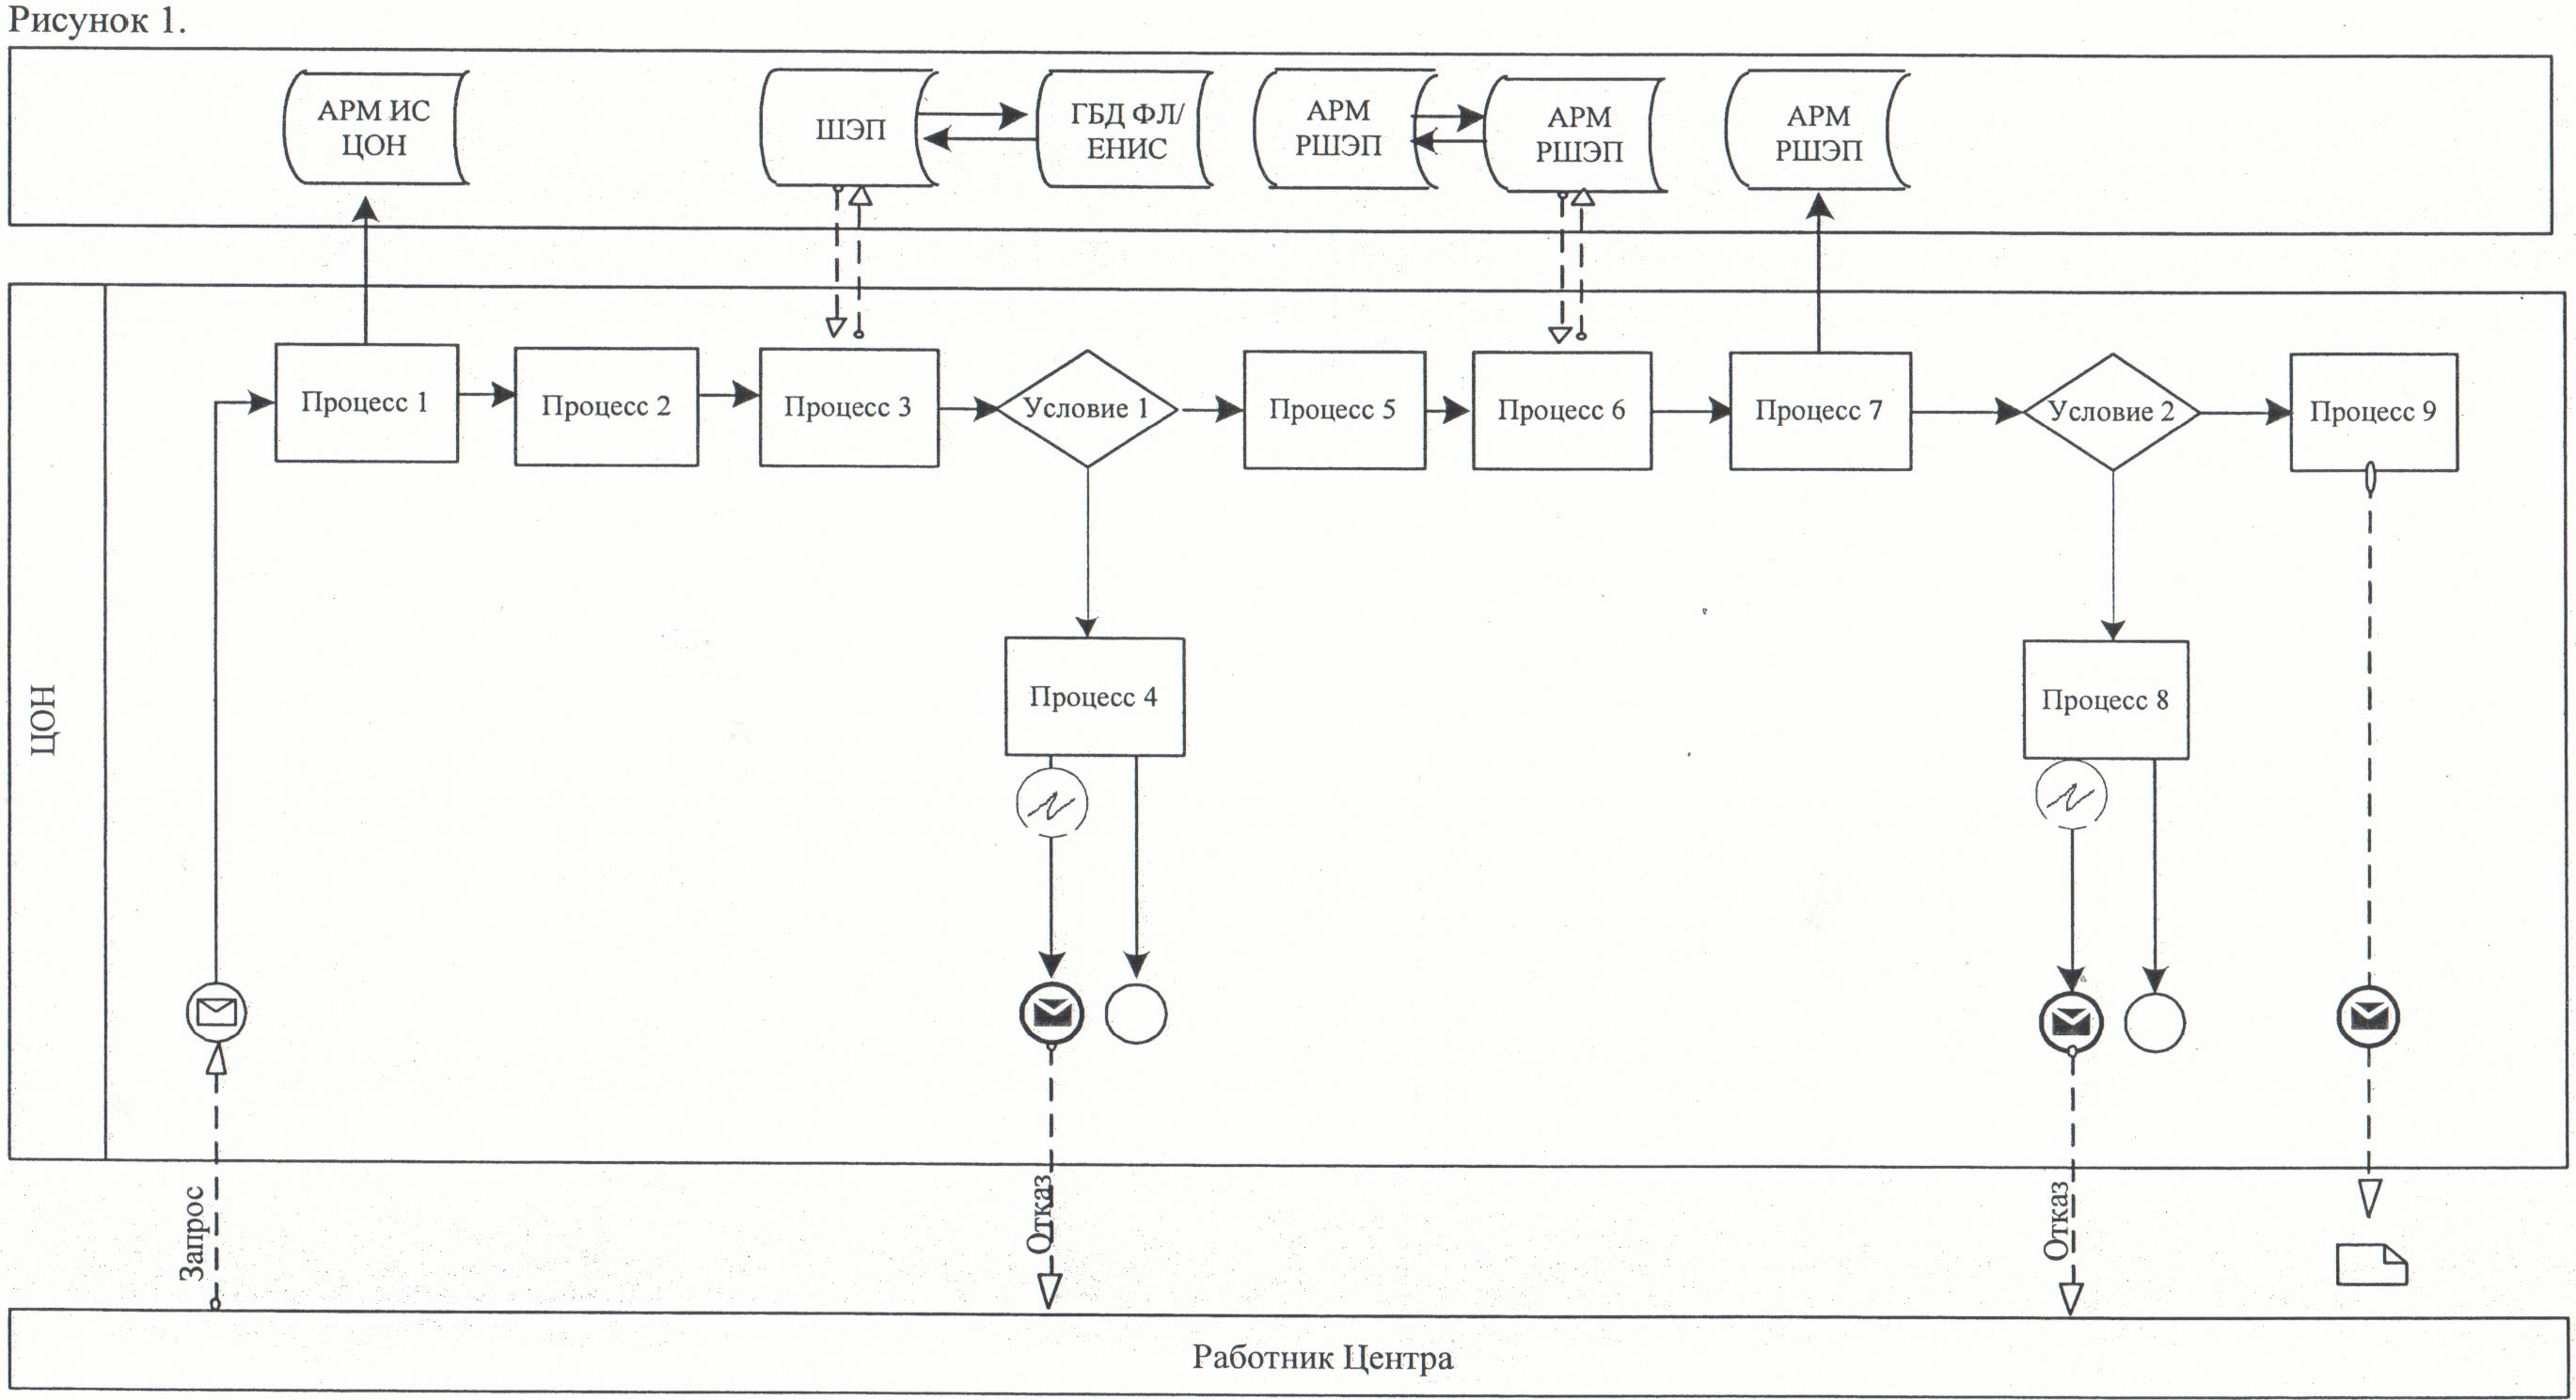 Рисунок 1.
АРМ ИС
ЦОН
ШЭП
ГБД ФЛ/
ЕНИС
АРМ
РШЭП
АРМ
РШЭП
АРМ
РШЭП
ЦОН
Процесс 1
Процесс 2
Процесс 3
Условие 1
Процесс 5
Процесс 6
Процесс 7
Условие 2
Процесс 9
Процесс 4
Процесс 8
Запрос
Отказ
Отказ
Работник Центра